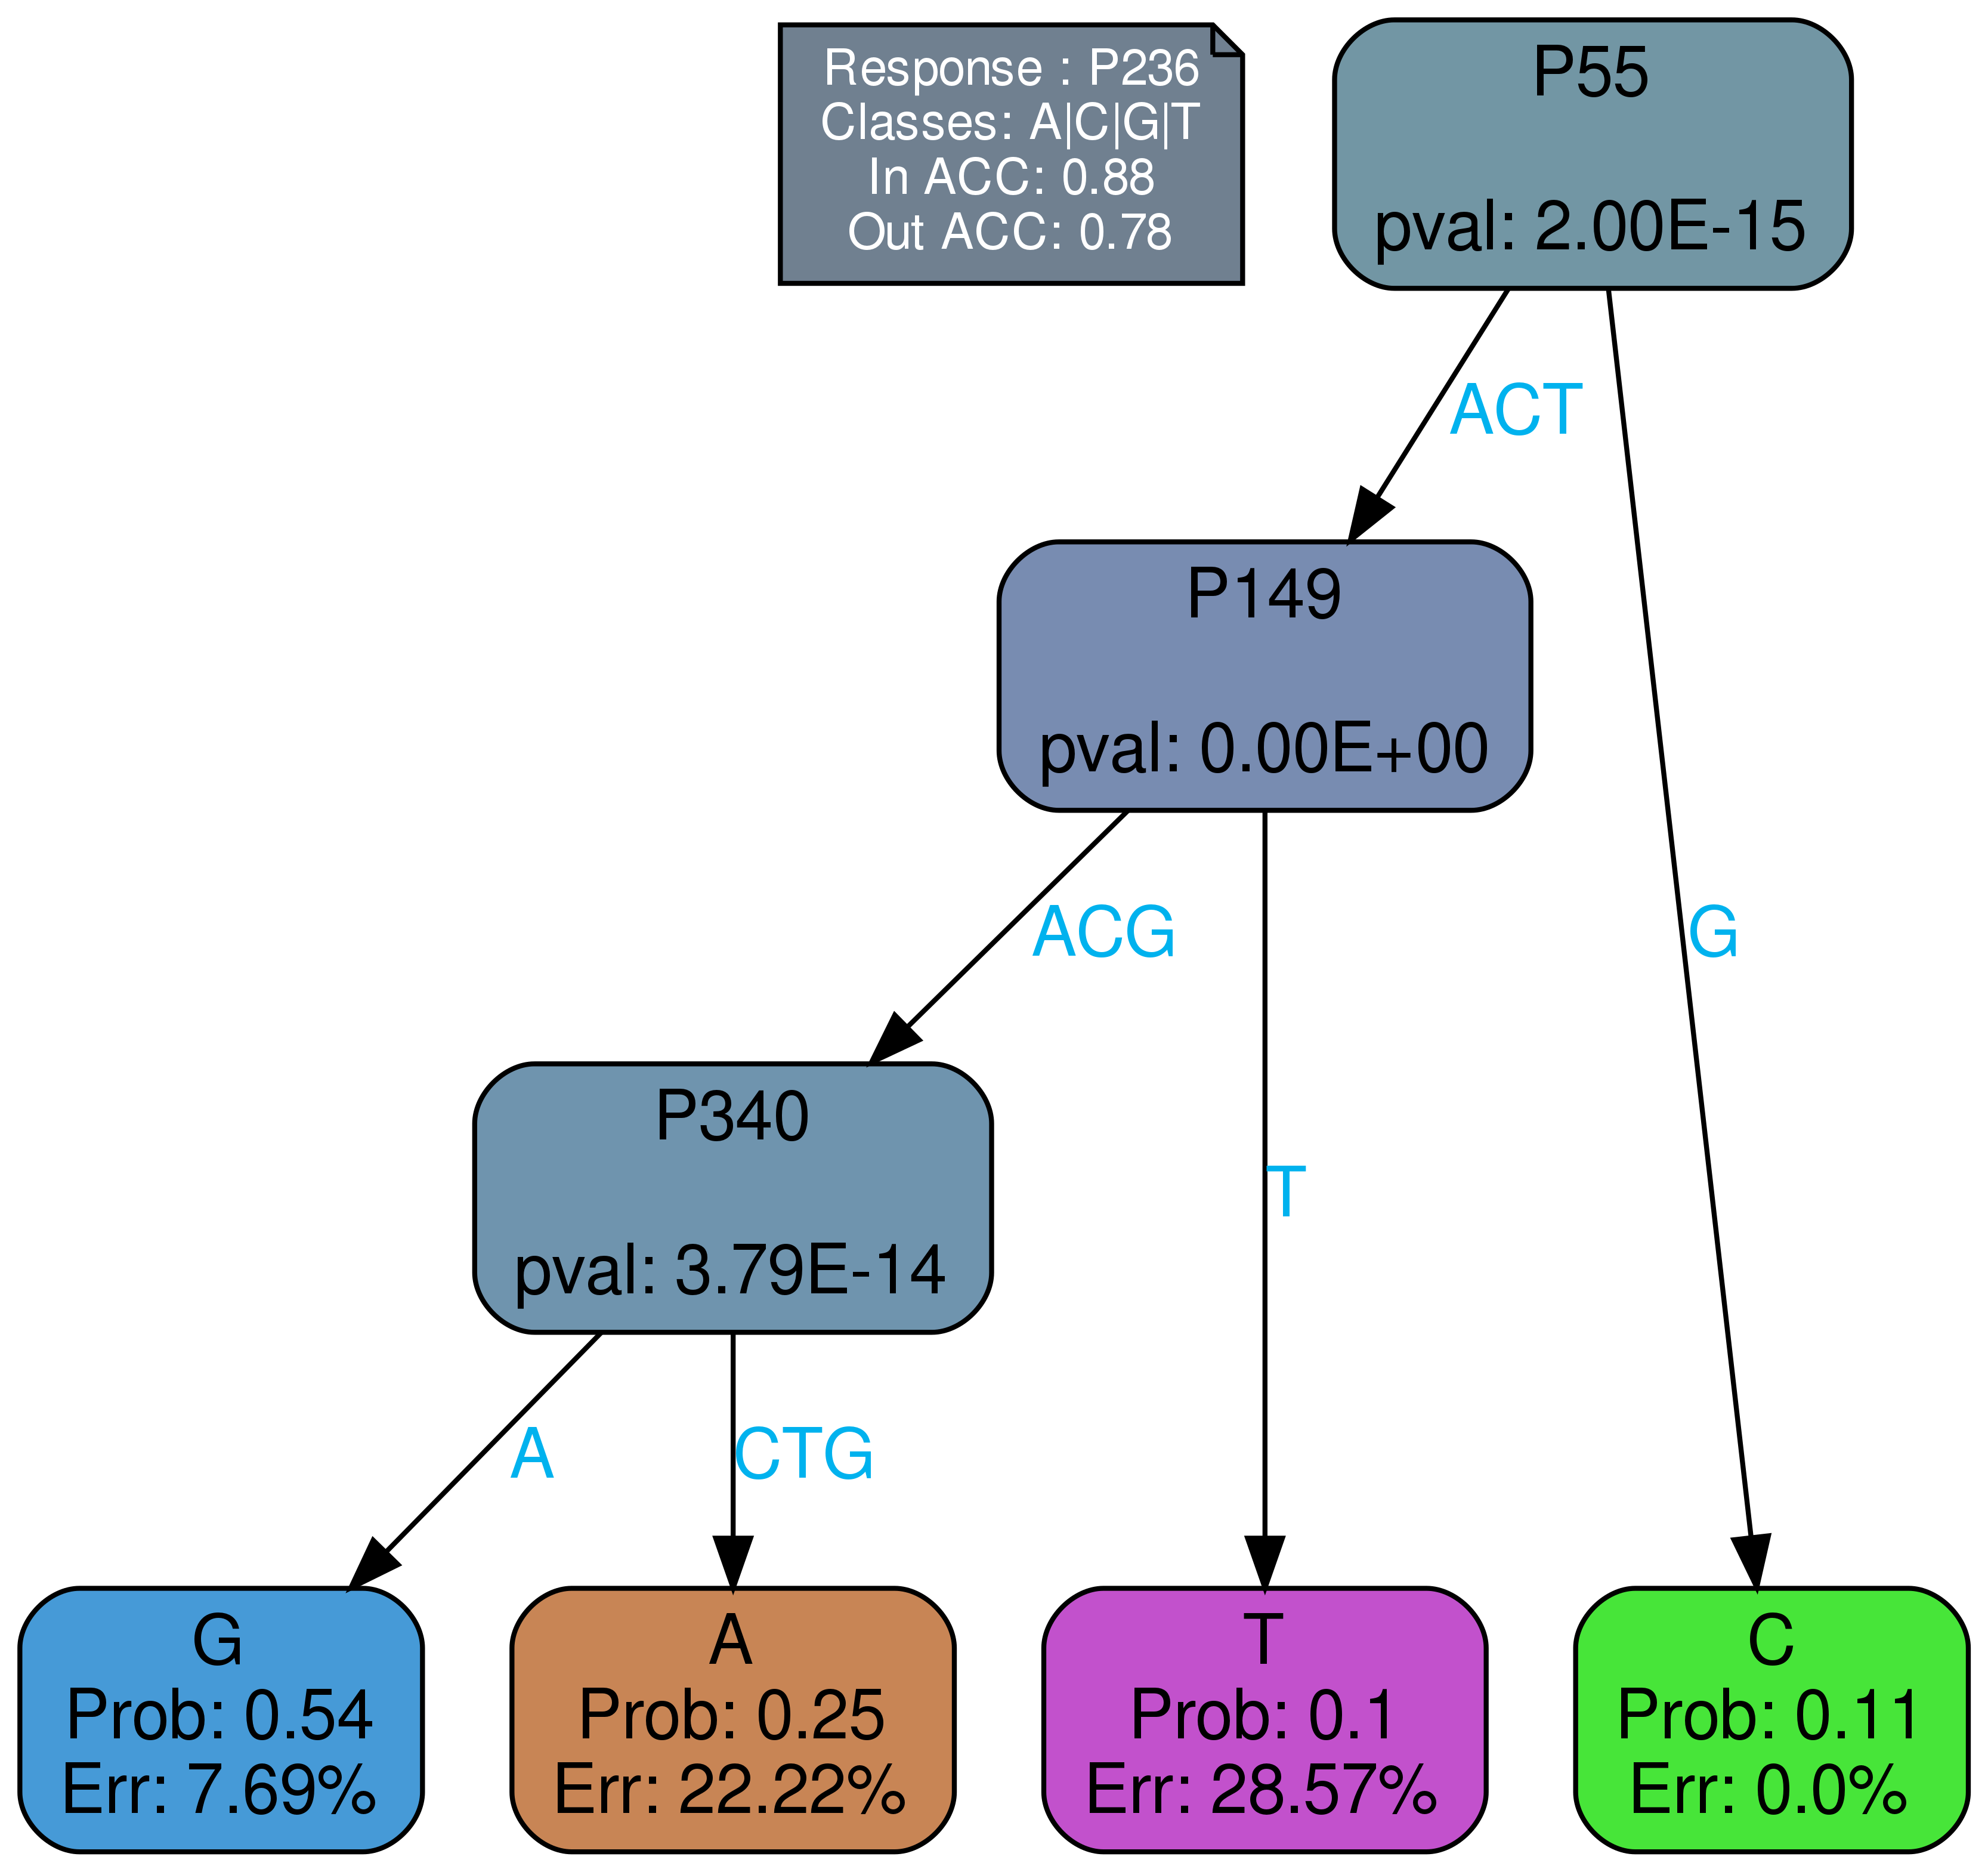 Response : P236
Classes: A|C|G|T
In ACC: 0.88
Out ACC: 0.78
P55
pval: 2.00E-15
ACT
P149
pval: 0.00E+00
ACG
G
P340
pval: 3.79E-14
T
A
CTG
G
Prob: 0.54
Err: 7.69%
A
Prob: 0.25
Err: 22.22%
T
Prob: 0.1
Err: 28.57%
C
Prob: 0.11
Err: 0.0%